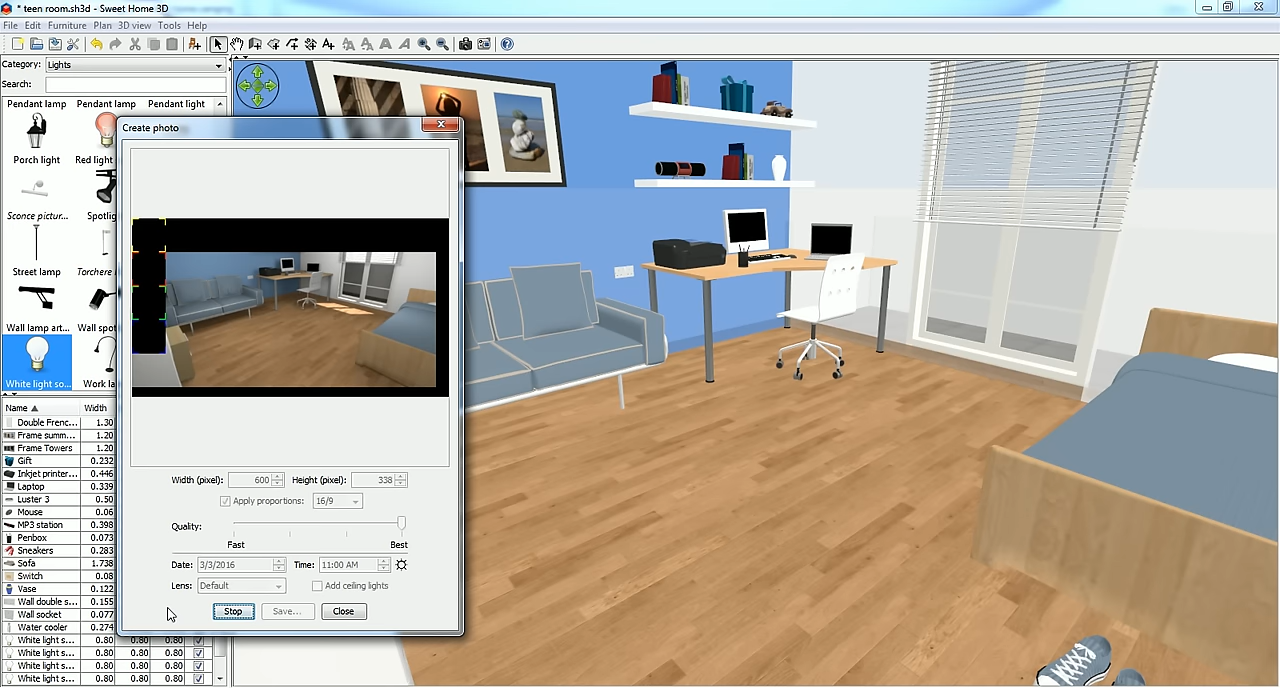 * teen room.sh3d - Sweet Home 3D
File Edit Furniture Plan 3D view Tools Help
Category: Lights
Search:
Pendant lamp Pendant lamp Pendant light
Porch light Red light
Sconce pictur... Spotlig
Street lamp Torchere
Wall lamp art... Wall spo
White light so... Work la
Name Width
Double Frenc... 1.30
Frame summ... 1.20
Frame Towers 1.20
Gift 0.232
Inkjet printer... 0.446
Laptop 0.339
Luster 3 0.50
Mouse 0.06
MP3 station 0.398
Penbox 0.073
Sneakers 0.283
Sofa 1.738
Switch 0.08
Vase 0.122
Wall double s... 0.155
Wall socket 0.077
Water cooler 0.274
White light s... 0.80 0.80 0.80
White light s... 0.80 0.80 0.80
White light s... 0.80 0.80 0.80
White light s... 0.80 0.80 0.80
Create photo
Width (pixel): 600 Height (pixel): 338
Apply proportions: 16/9
Quality:
Fast Best
Date: 3/3/2016 Time: 11:00 AM
Lens: Default Add ceiling lights
Stop Save... Close